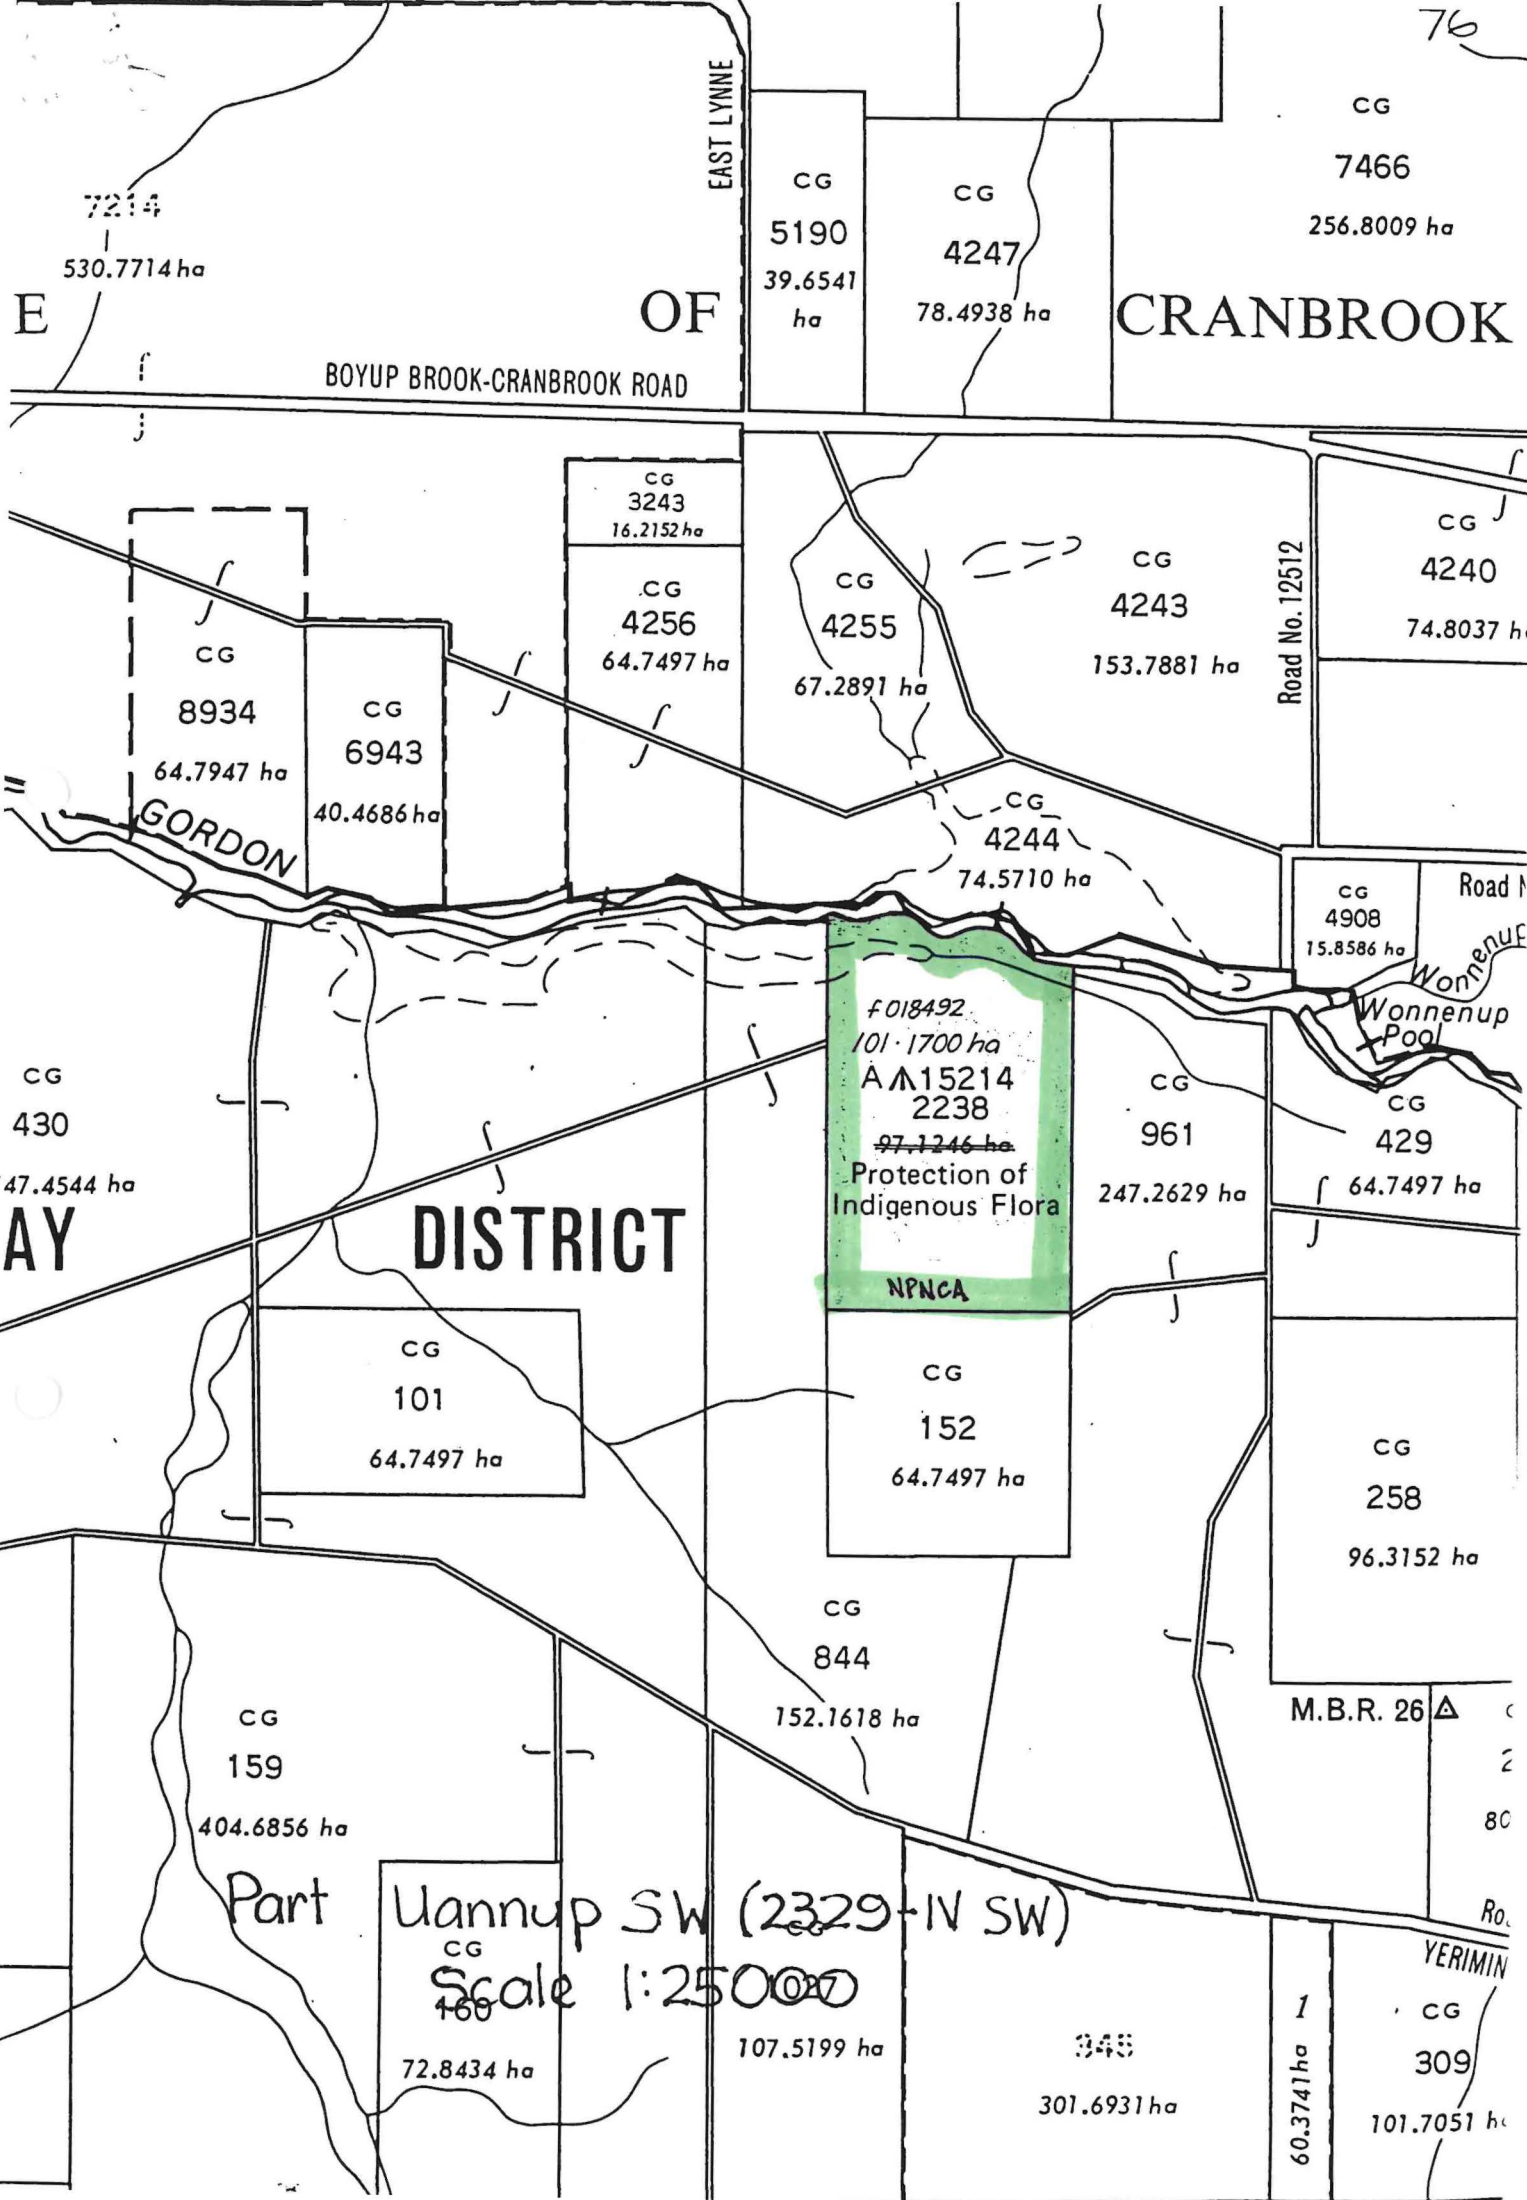 76
EAST LYNNE
CG
7466
256.8009 ha
CG
5190
39.6541
ha
CG
4247
78.4938 ha
7214
530.7714 ha
E OF CRANBROOK
BOYUP BROOK-CRANBROOK ROAD
CG
3243
16.2152 ha
CG
4256
64.7497 ha
CG
4255
67.2891 ha
CG
4243
153.7881 ha
Road No. 12512
CG
4240
74.8037 h
CG
8934
64.7947 ha
CG
6943
40.4686 ha
GORDON
CG
4244
74.5710 ha
CG
4908
15.8586 ha
Road N
Wonnenup
Pool
f018492
101.1700 ha
A 15214
2238
97.1246 ha
Protection of
Indigenous Flora
NPNCA
CG
961
247.2629 ha
CG
429
64.7497 ha
CG
430
47.4544 ha
AY DISTRICT
CG
101
64.7497 ha
CG
152
64.7497 ha
CG
258
96.3152 ha
CG
844
152.1618 ha
M.B.R. 26
2
80
CG
159
404.6856 ha
Part Uannup SW (2329-IV SW)
Scale 1:25000
CG
160
72.8434 ha
CG
1027
107.5199 ha
345
301.6931 ha
1
60.3741 ha
Ro
YERIMIN
CG
309
101.7051 h